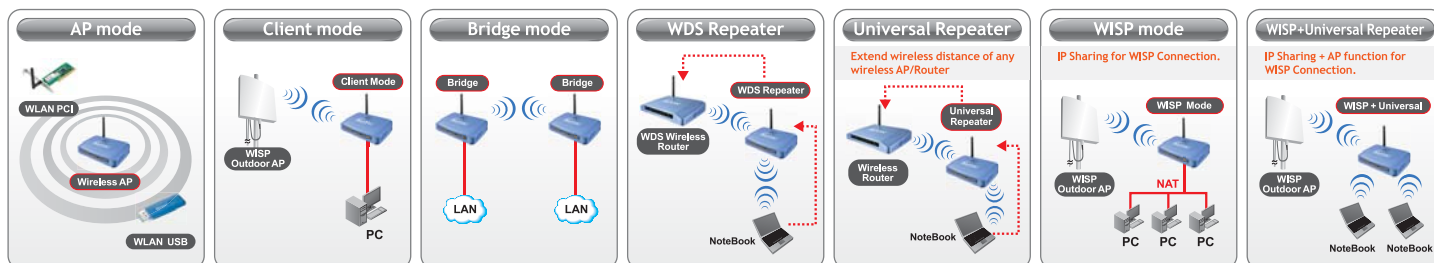 AP mode
WLAN PCI
Wireless AP
WLAN USB
Client mode
Client Mode
WISP
Outdoor AP
PC
Bridge mode
Bridge
Bridge
LAN
LAN
WDS Repeater
WDS Repeater
WDS Wireless
Router
NoteBook
Universal Repeater
Extend wireless distance of any
wireless AP/Router
Universal
Repeater
Wireless
Router
NoteBook
WISP mode
IP Sharing for WISP Connection.
WISP Mode
WISP
Outdoor AP
NAT
PC
PC
PC
WISP+Universal Repeater
IP Sharing + AP function for
WISP Connection.
WISP + Universal
WISP
Outdoor AP
NoteBook
NoteBook